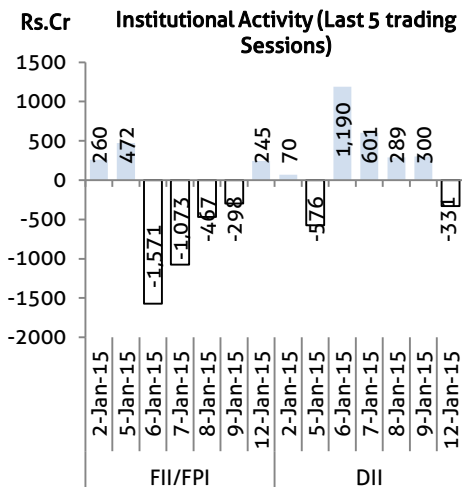 Rs.Cr
Institutional Activity (Last 5 trading
Sessions)
1500
1000
500
0
-500
-1000
-1500
-2000
260
472
-1,571
-1,073
-467
-298
245
70
-576
1,190
601
289
300
-331
2-Jan-15
5-Jan-15
6-Jan-15
7-Jan-15
8-Jan-15
9-Jan-15
12-Jan-15
2-Jan-15
5-Jan-15
6-Jan-15
7-Jan-15
8-Jan-15
9-Jan-15
12-Jan-15
FII/FPI
DII